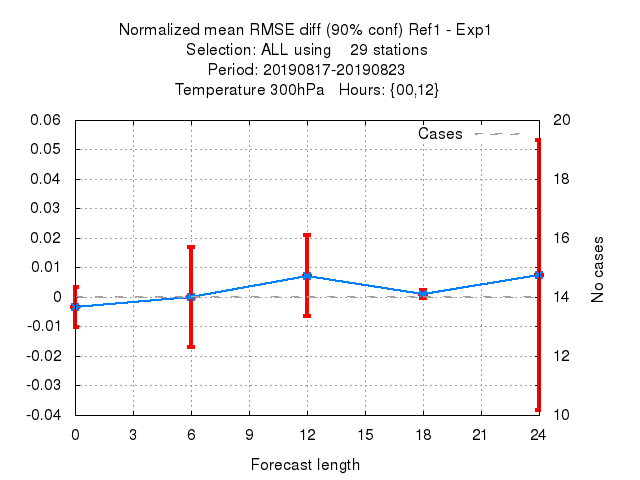 Normalized mean RMSE diff (90% conf) Ref1 - Exp1
Selection: ALL using    29 stations
Period: 20190817-20190823
Temperature 300hPa   Hours: {00,12}
Cases
0.06
0.05
0.04
0.03
0.02
0.01
0
-0.01
-0.02
-0.03
-0.04
20
18
16
14
12
10
No cases
0 3 6 9 12 15 18 21 24
Forecast length